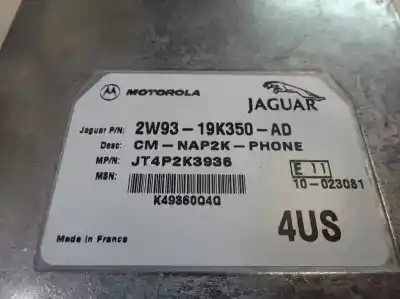 MOTOROLA
JAGUAR
Jaguar P/N: 2W93-19K350-AD
Desc: CM-NAP2K-PHONE
MP/N: JT4P2K3936
MSN:
K49860Q4Q
E 11
10-023081
4US
Made in France